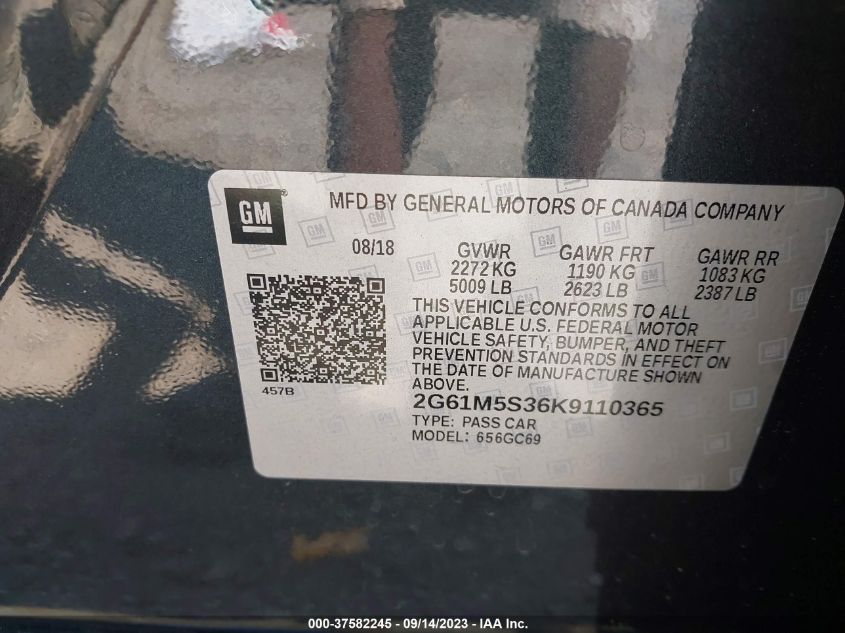 GM
MFD BY GENERAL MOTORS OF CANADA COMPANY
08/18 GVWR GAWR FRT GAWR RR
2272 KG 1190 KG 1083 KG
5009 LB 2623 LB 2387 LB
THIS VEHICLE CONFORMS TO ALL
APPLICABLE U.S. FEDERAL MOTOR
VEHICLE SAFETY, BUMPER, AND THEFT
PREVENTION STANDARDS IN EFFECT ON
THE DATE OF MANUFACTURE SHOWN
ABOVE.
457B
2G61M5S36K9110365
TYPE: PASS CAR
MODEL: 656GC69
000-37582245 - 09/14/2023 - IAA Inc.